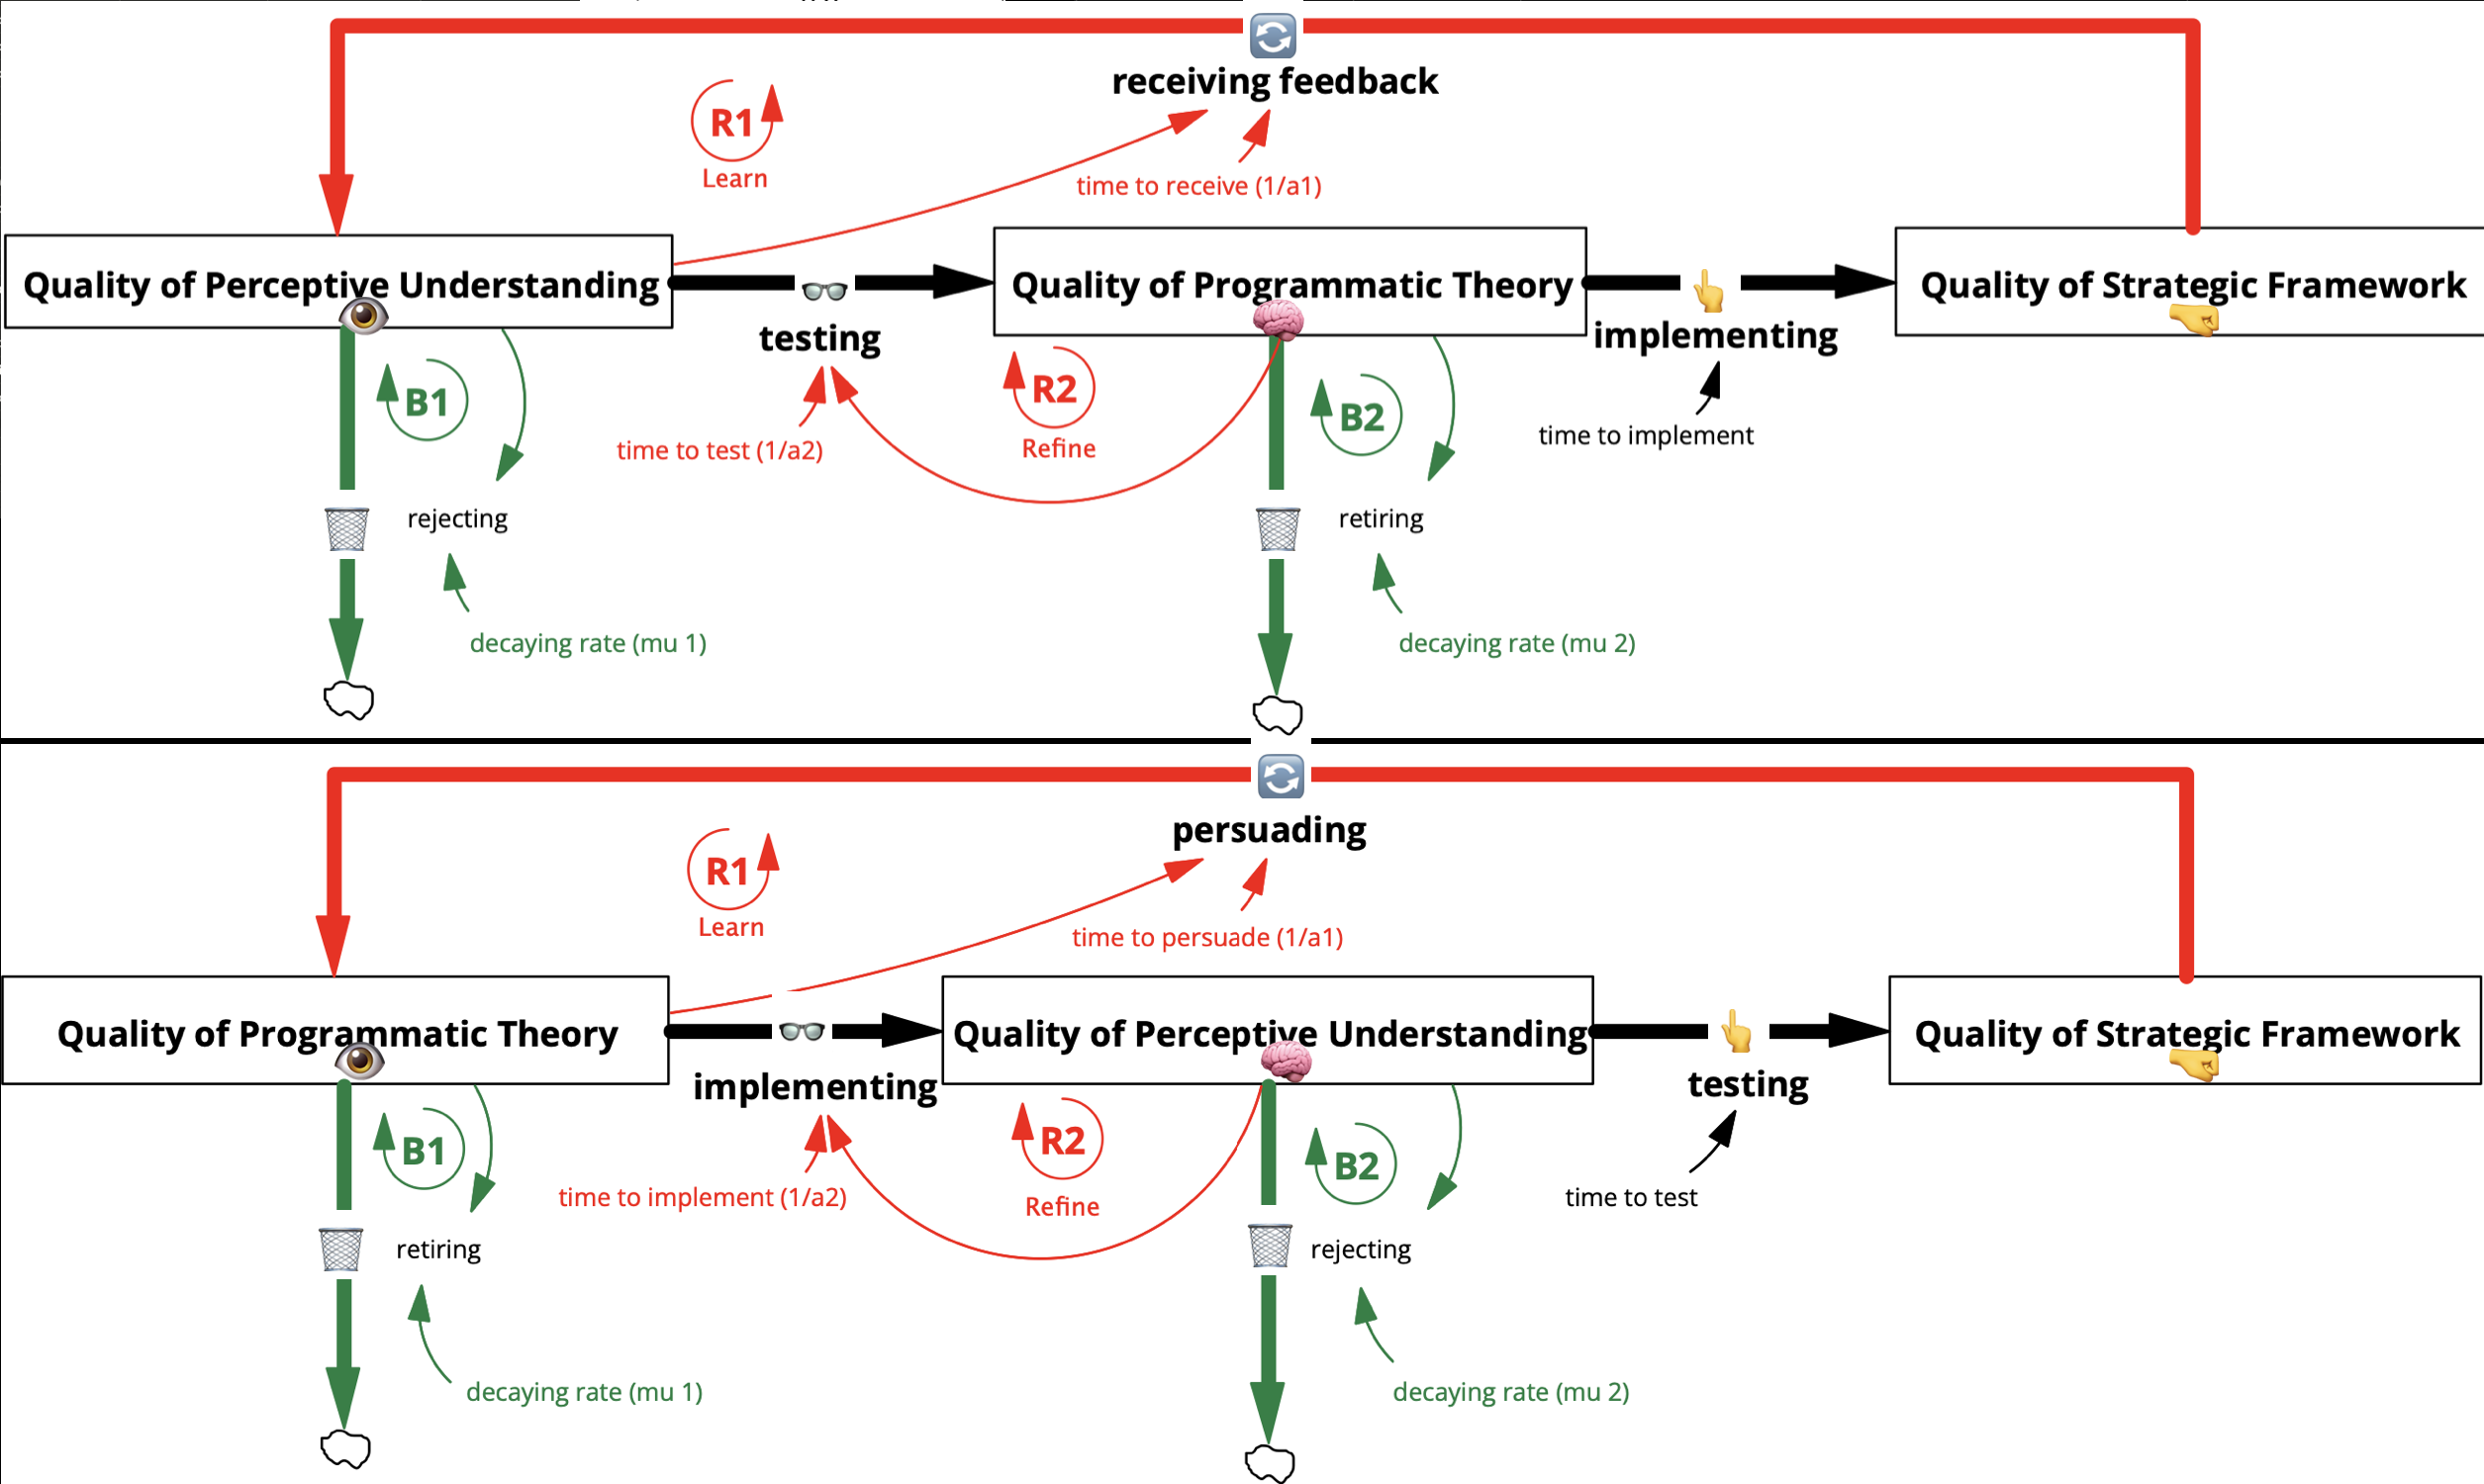 receiving feedback
R1
Learn
time to receive (1/a1)
Quality of Perceptive Understanding
testing
Quality of Programmatic Theory
implementing
Quality of Strategic Framework
B1
time to test (1/a2)
R2
Refine
B2
time to implement
rejecting
retiring
decaying rate (mu 1)
decaying rate (mu 2)
persuading
R1
Learn
time to persuade (1/a1)
Quality of Programmatic Theory
implementing
Quality of Perceptive Understanding
testing
Quality of Strategic Framework
B1
time to implement (1/a2)
R2
Refine
B2
time to test
retiring
rejecting
decaying rate (mu 1)
decaying rate (mu 2)